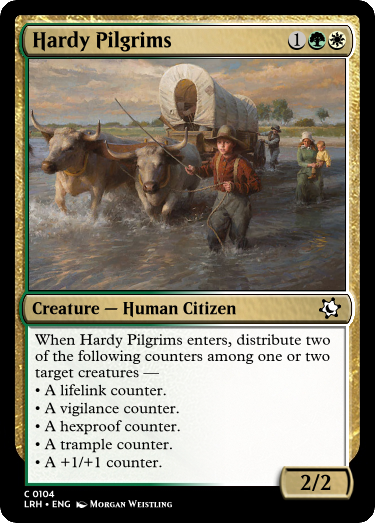 Hardy Pilgrims
1
Creature — Human Citizen
When Hardy Pilgrims enters, distribute two
of the following counters among one or two
target creatures —
• A lifelink counter.
• A vigilance counter.
• A hexproof counter.
• A trample counter.
• A +1/+1 counter.
2/2
C 0104
LRH • ENG Morgan Weistling